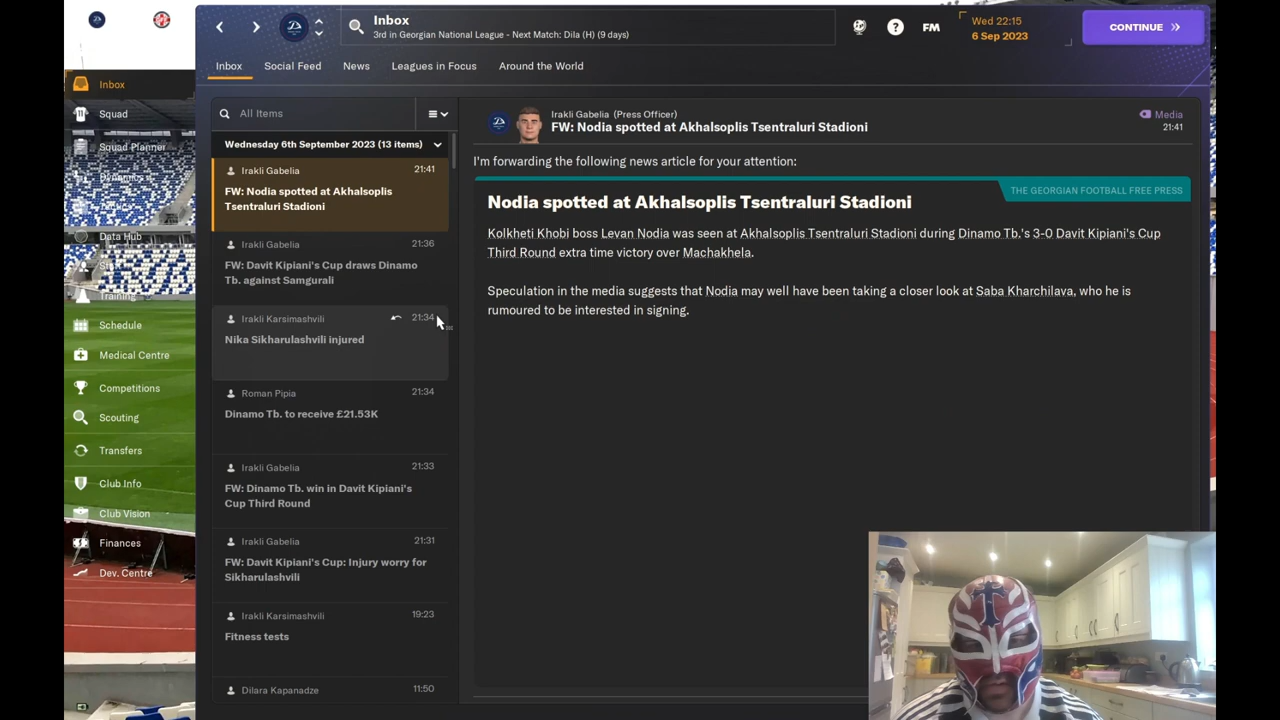 Inbox
3rd in Georgian National League - Next Match: Dila (H) (9 days)
FM
Wed 22:15
6 Sep 2023
CONTINUE
Inbox
Social Feed
News
Leagues in Focus
Around the World
Inbox
Squad
Squad Planner
Dynamics
Data Hub
Staff
Training
Schedule
Medical Centre
Competitions
Scouting
Transfers
Club Info
Club Vision
Finances
Dev. Centre
All Items
Wednesday 6th September 2023 (13 items)
Irakli Gabelia 21:41
FW: Nodia spotted at Akhalsoplis
Tsentraluri Stadioni
Irakli Gabelia 21:36
FW: Davit Kipiani's Cup draws Dinamo
Tb. against Samgurali
Irakli Karsimashvili 21:34
Nika Sikharulashvili injured
Roman Pipia 21:34
Dinamo Tb. to receive £21.53K
Irakli Gabelia 21:33
FW: Dinamo Tb. win in Davit Kipiani's
Cup Third Round
Irakli Gabelia 21:31
FW: Davit Kipiani's Cup: Injury worry for
Sikharulashvili
Irakli Karsimashvili 19:23
Fitness tests
Dilara Kapanadze 11:50
Irakli Gabelia (Press Officer)
FW: Nodia spotted at Akhalsoplis Tsentraluri Stadioni
Media
21:41
I'm forwarding the following news article for your attention:
THE GEORGIAN FOOTBALL FREE PRESS
Nodia spotted at Akhalsoplis Tsentraluri Stadioni
Kolkheti Khobi boss Levan Nodia was seen at Akhalsoplis Tsentraluri Stadioni during Dinamo Tb.'s 3-0 Davit Kipiani's Cup
Third Round extra time victory over Machakhela.
Speculation in the media suggests that Nodia may well have been taking a closer look at Saba Kharchilava, who he is
rumoured to be interested in signing.